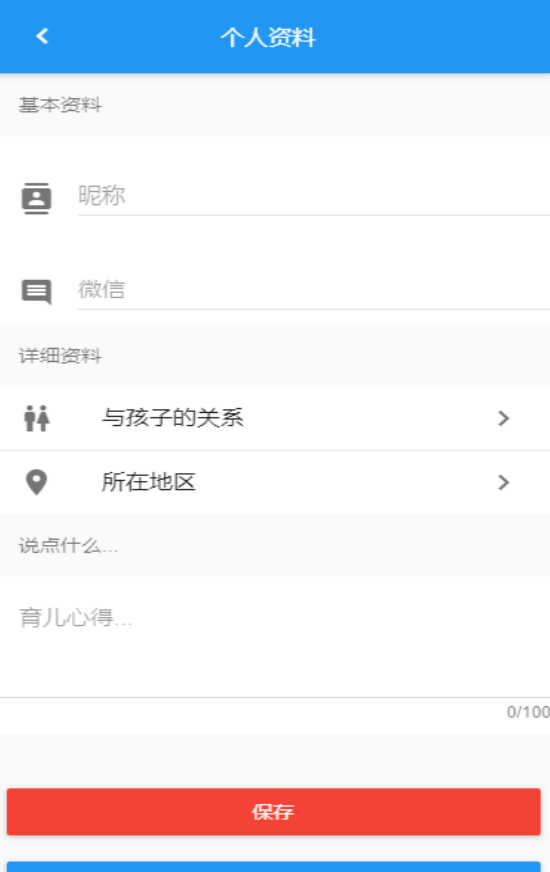 个人资料
基本资料
昵称
微信
详细资料
与孩子的关系
所在地区
说点什么...
育儿心得...
0/100
保存